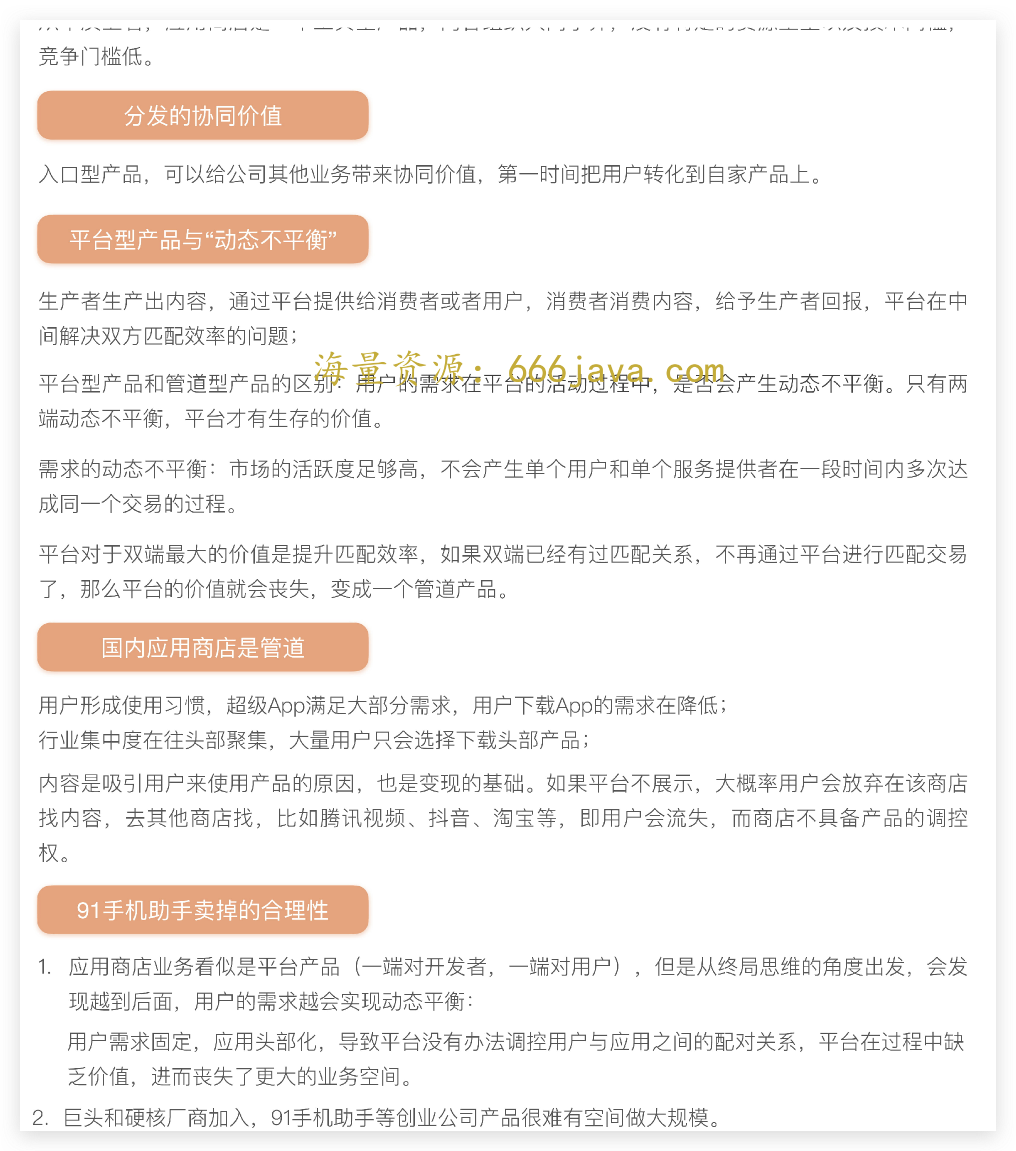 竞争门槛低。
分发的协同价值
入口型产品，可以给公司其他业务带来协同价值，第一时间把用户转化到自家产品上。
平台型产品与“动态不平衡”
生产者生产出内容，通过平台提供给消费者或者用户，消费者消费内容，给予生产者回报，平台在中
间解决双方匹配效率的问题；
海量资源：666java.com
平台型产品和管道型产品的区别：用户的需求在平台的活动过程中，是否会产生动态不平衡。只有两
端动态不平衡，平台才有生存的价值。
需求的动态不平衡：市场的活跃度足够高，不会产生单个用户和单个服务提供者在一段时间内多次达
成同一个交易的过程。
平台对于双端最大的价值是提升匹配效率，如果双端已经有过匹配关系，不再通过平台进行匹配交易
了，那么平台的价值就会丧失，变成一个管道产品。
国内应用商店是管道
用户形成使用习惯，超级App满足大部分需求，用户下载App的需求在降低；
行业集中度在往头部聚集，大量用户只会选择下载头部产品；
内容是吸引用户来使用产品的原因，也是变现的基础。如果平台不展示，大概率用户会放弃在该商店
找内容，去其他商店找，比如腾讯视频、抖音、淘宝等，即用户会流失，而商店不具备产品的调控
权。
91手机助手卖掉的合理性
1. 应用商店业务看似是平台产品（一端对开发者，一端对用户），但是从终局思维的角度出发，会发
现越到后面，用户的需求越会实现动态平衡：
用户需求固定，应用头部化，导致平台没有办法调控用户与应用之间的配对关系，平台在过程中缺
乏价值，进而丧失了更大的业务空间。
2. 巨头和硬核厂商加入，91手机助手等创业公司产品很难有空间做大规模。